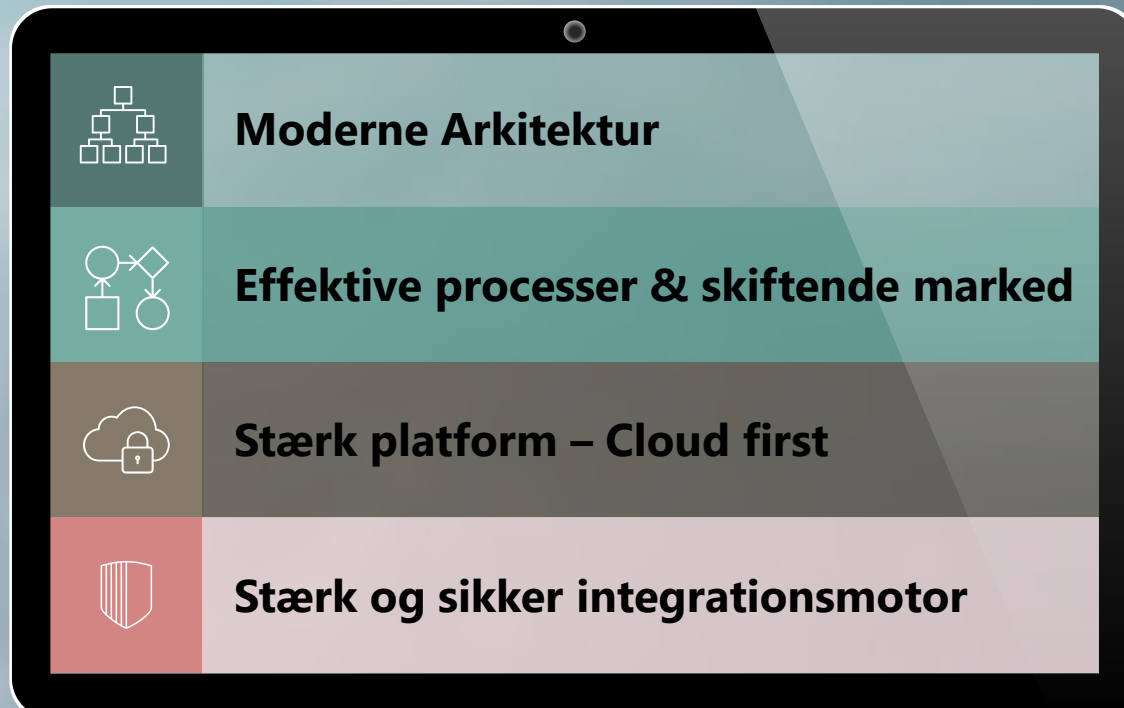 Moderne Arkitektur
Effektive processer & skiftende marked
Stærk platform – Cloud first
Stærk og sikker integrationsmotor